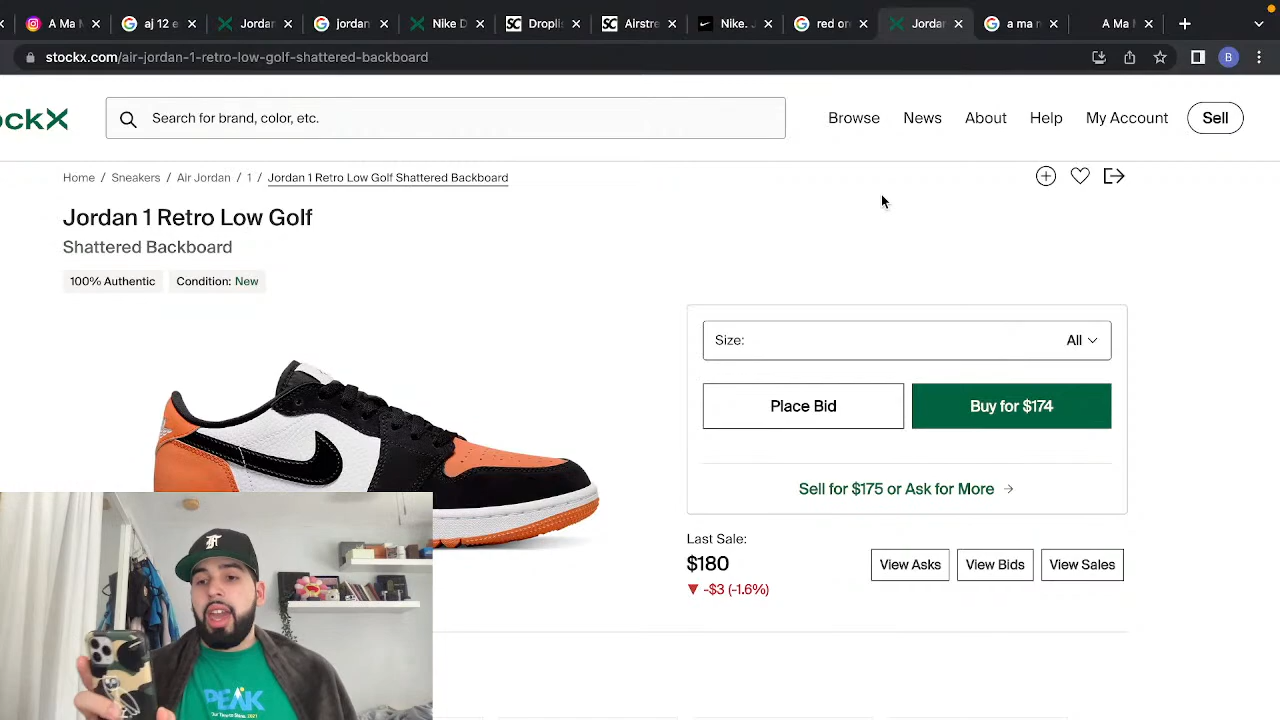 A Ma M
aj 12 e
Jordan
jordan
Nike D
Droplis
Airstre
Nike. J
red on
Jordan
a ma n
A Ma M
stockx.com/air-jordan-1-retro-low-golf-shattered-backboard
B
ockX
Search for brand, color, etc.
Browse News About Help My Account Sell
Home / Sneakers / Air Jordan / 1 / Jordan 1 Retro Low Golf Shattered Backboard
Jordan 1 Retro Low Golf
Shattered Backboard
100% Authentic Condition: New
Size: All
Place Bid Buy for $174
Sell for $175 or Ask for More →
Last Sale:
$180
▼ -$3 (-1.6%)
View Asks View Bids View Sales
PEAK